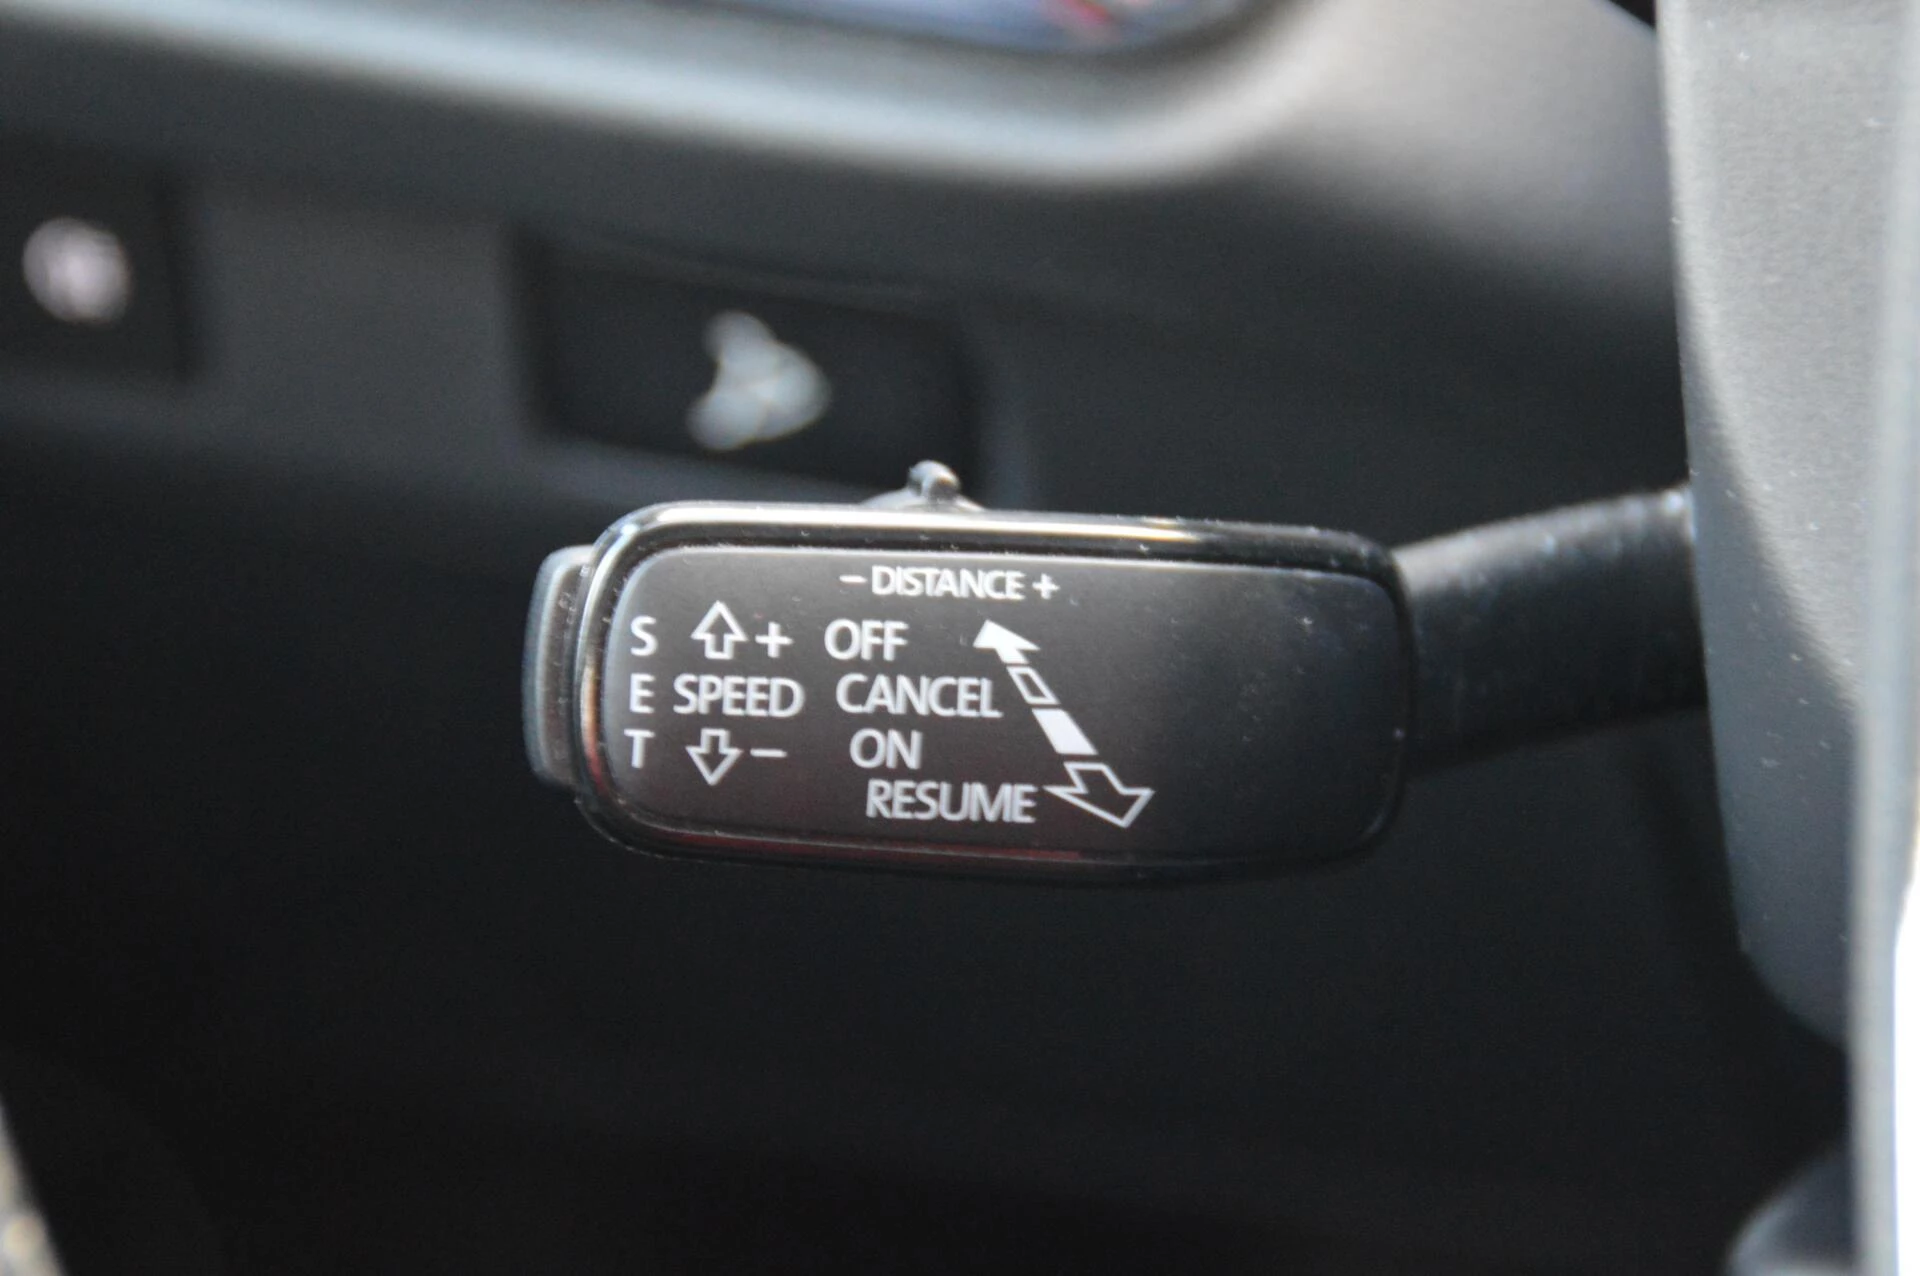 – DISTANCE +
S + OFF
E SPEED CANCEL
T – ON
RESUME